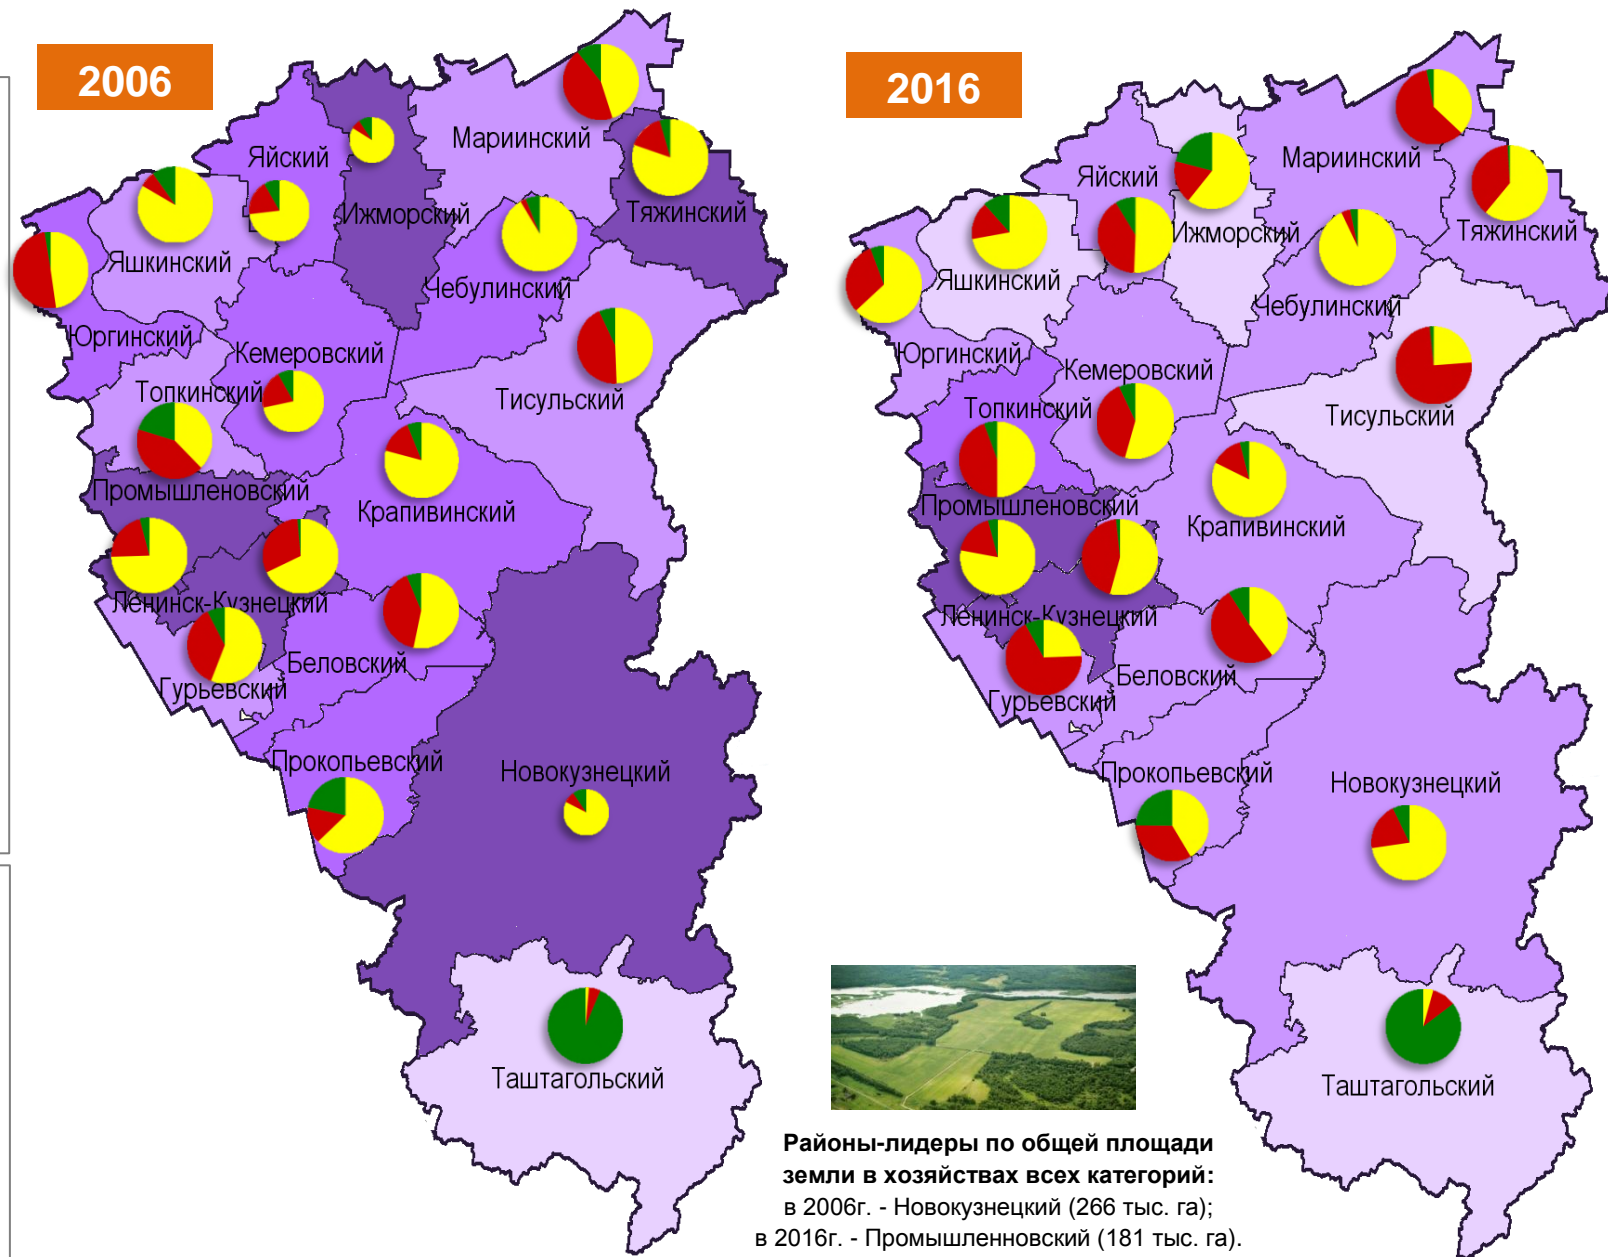 2006
Мариинский
Яйский
Тяжинский
Ижморский
Яшкинский
Чебулинский
Юргинский
Кемеровский
Топкинский
Тисульский
Промышленовский
Крапивинский
Ленинск-Кузнецкий
Беловский
Гурьевский
Прокопьевский
Новокузнецкий
Таштагольский
2016
Мариинский
Яйский
Тяжинский
Ижморский
Яшкинский
Чебулинский
Юргинский
Кемеровский
Топкинский
Тисульский
Промышленовский
Крапивинский
Ленинск-Кузнецкий
Беловский
Гурьевский
Прокопьевский
Новокузнецкий
Таштагольский
Районы-лидеры по общей площади
земли в хозяйствах всех категорий:
в 2006г. - Новокузнецкий (266 тыс. га);
в 2016г. - Промышленновский (181 тыс. га).